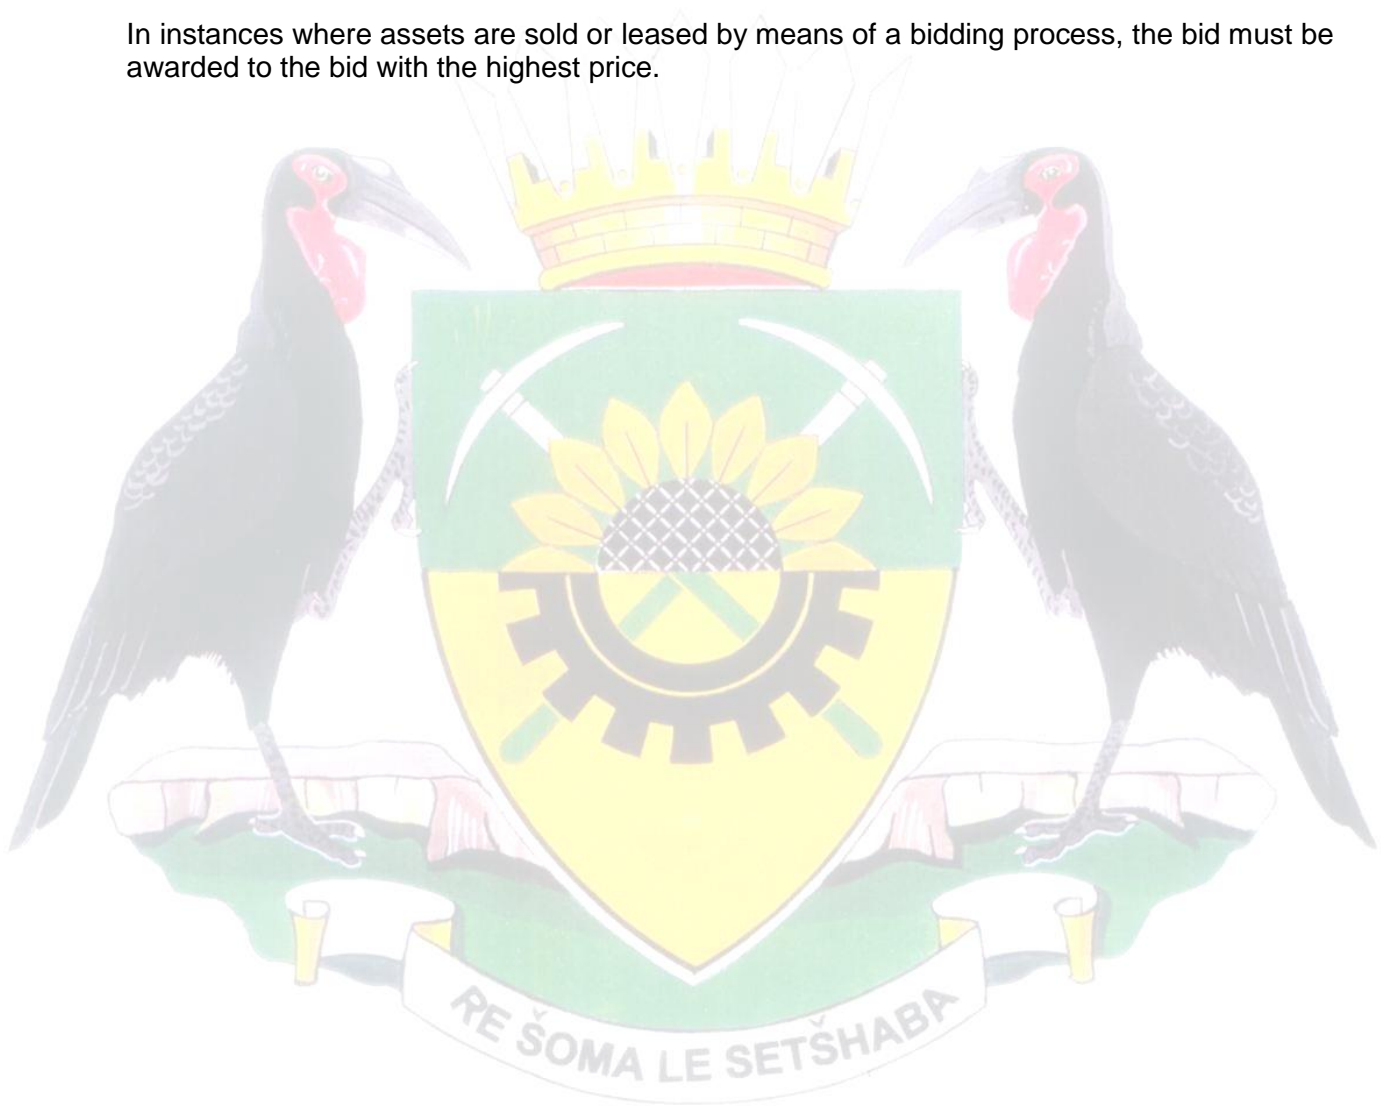 In instances where assets are sold or leased by means of a bidding process, the bid must be
awarded to the bid with the highest price.
RE ŠOMA LE SETŠHABA